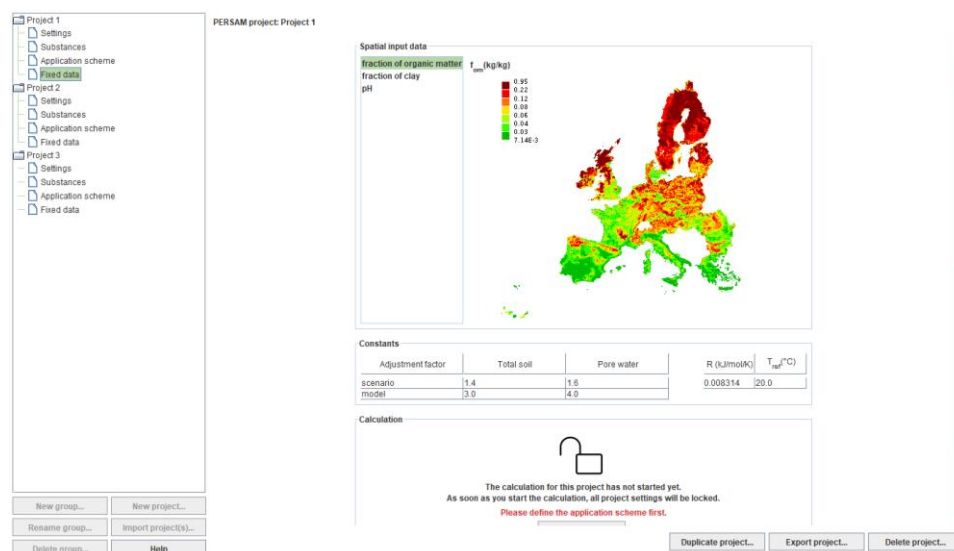 Project 1
Settings
Substances
Application scheme
Fixed data
Project 2
Settings
Substances
Application scheme
Fixed data
Project 3
Settings
Substances
Application scheme
Fixed data
New group...
New project...
Rename group...
Import project(s)...
Delete group...
Help
PERSAM project: Project 1
Spatial input data
fraction of organic matter
fraction of clay
pH
fom(kg/kg)
0.95
0.22
0.12
0.08
0.06
0.04
0.03
7.14E-3
Constants
Adjustment factor Total soil Pore water
scenario 1.4 1.6
model 3.0 4.0
R (kJ/mol/K) Tref(°C)
0.008314 20.0
Calculation
The calculation for this project has not started yet.
As soon as you start the calculation, all project settings will be locked.
Please define the application scheme first.
Duplicate project...
Export project...
Delete project...